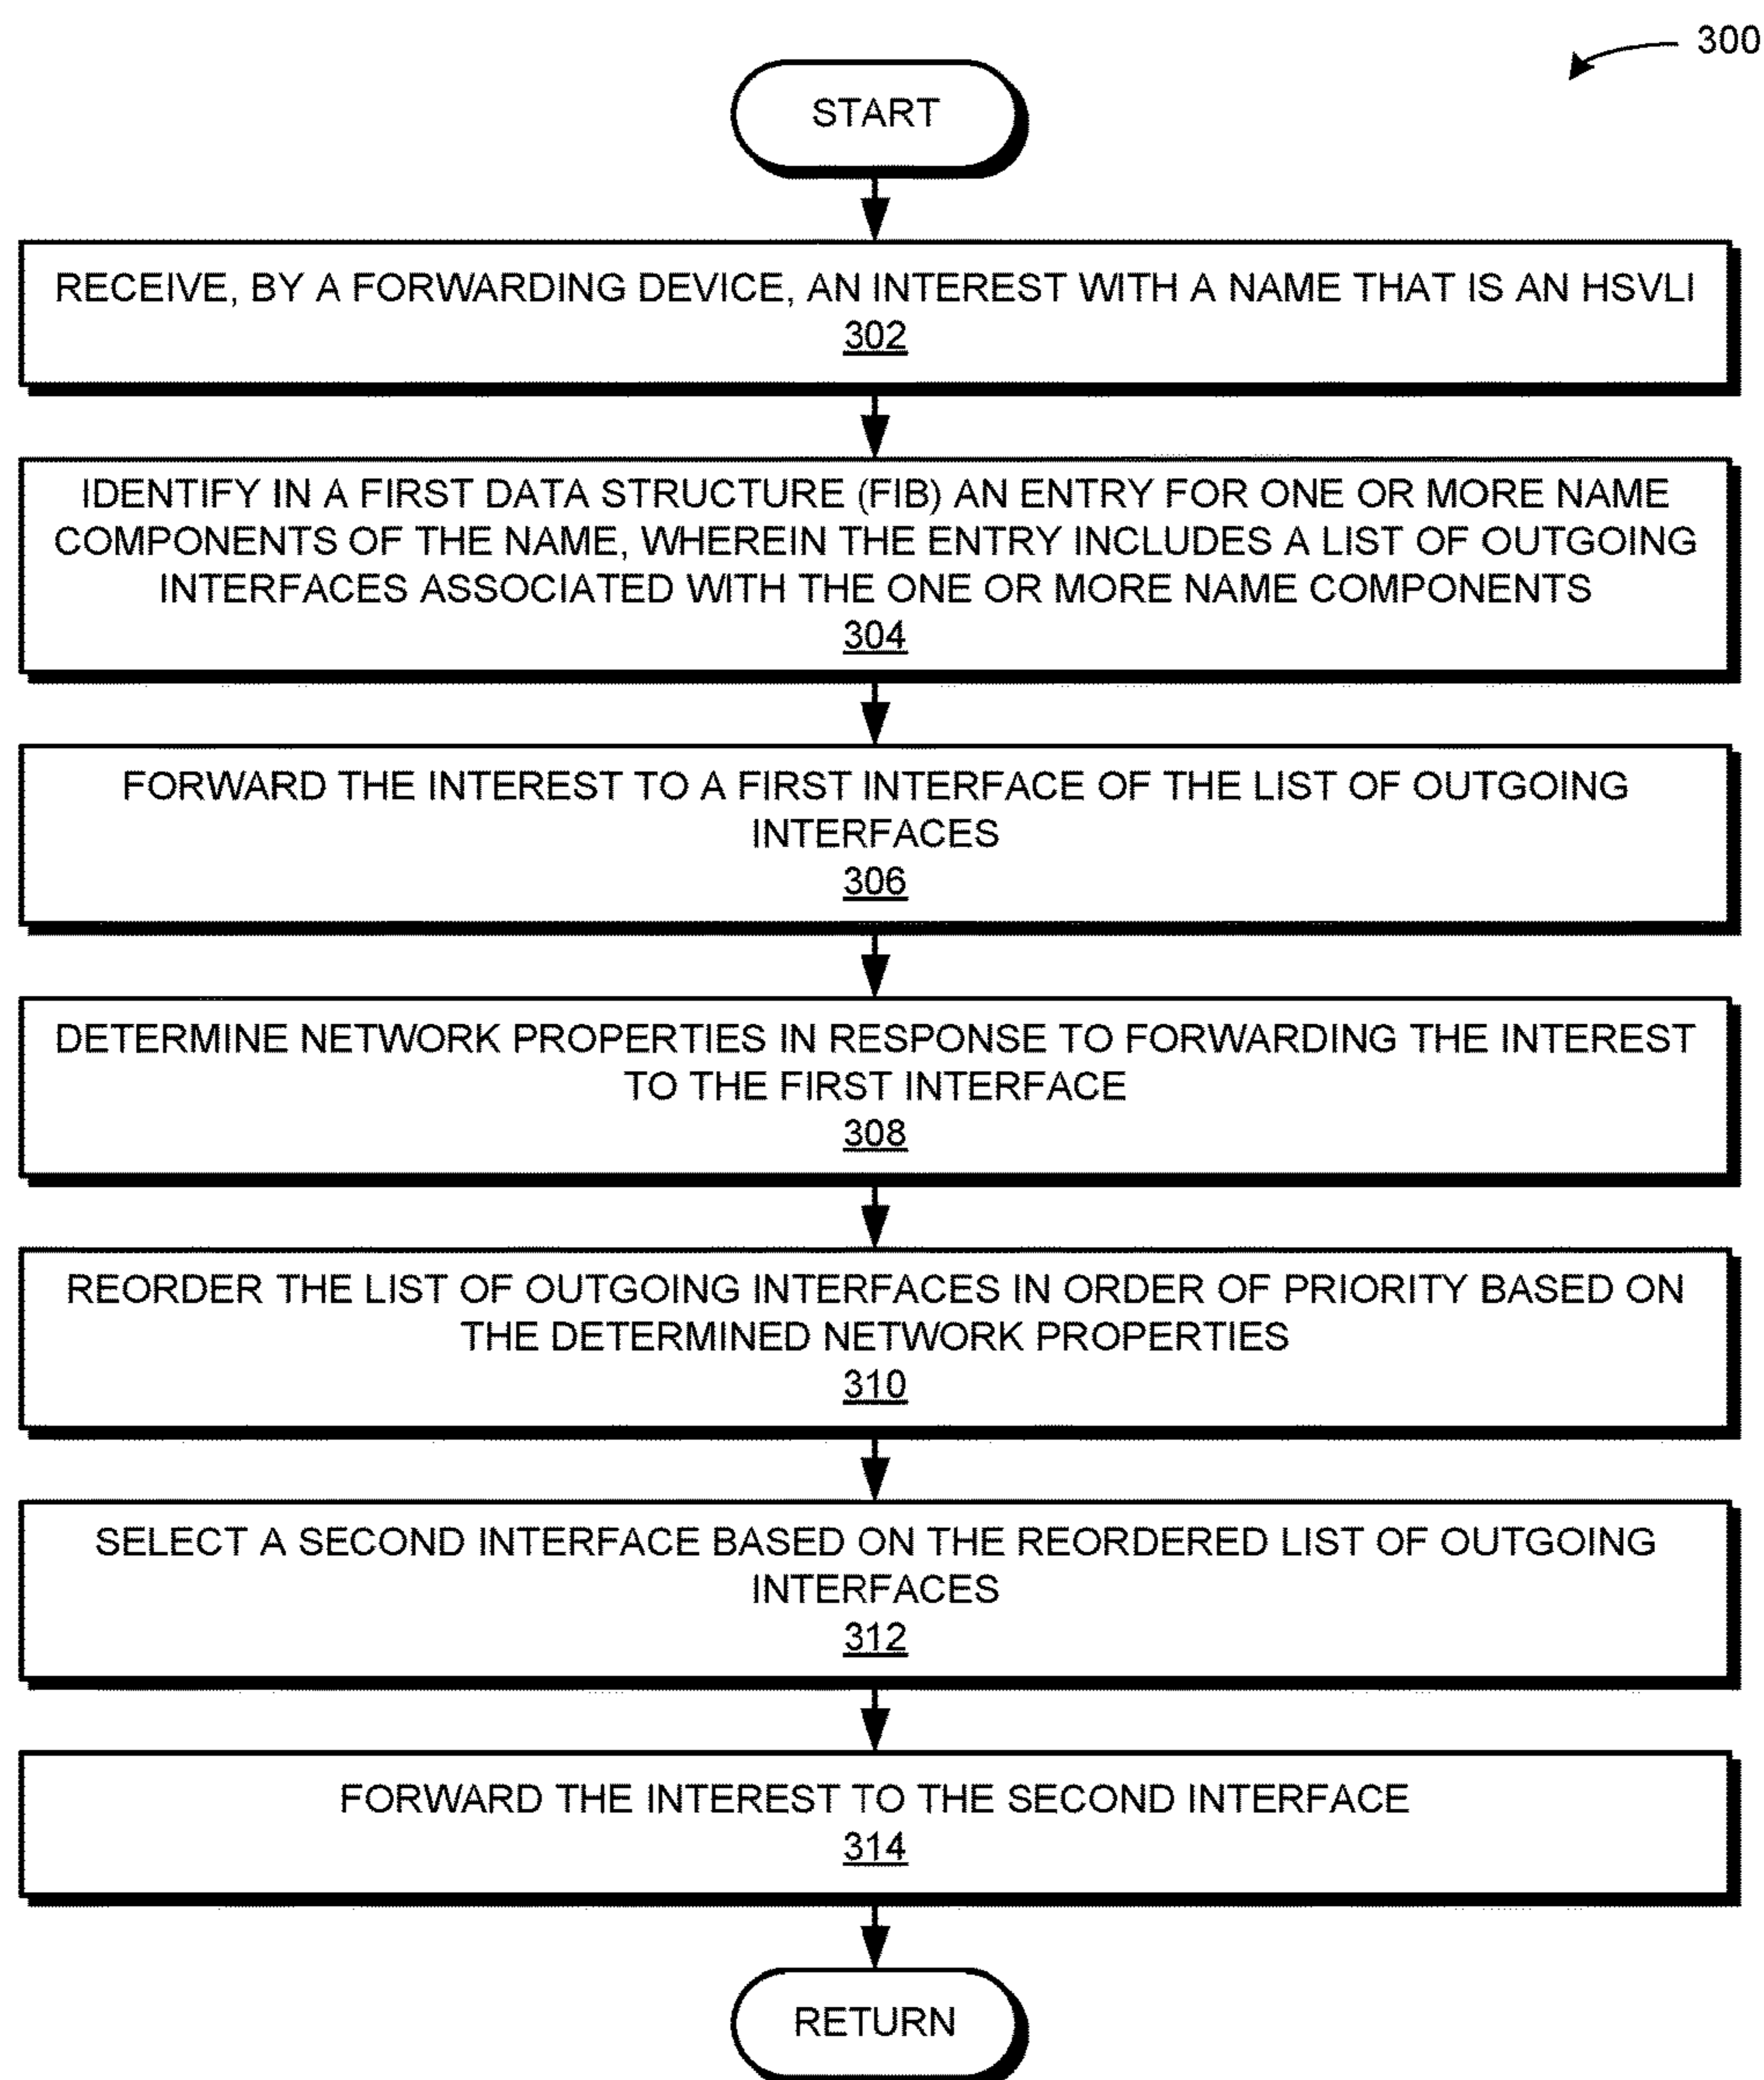 300
START
RECEIVE, BY A FORWARDING DEVICE, AN INTEREST WITH A NAME THAT IS AN HSVLI
302
IDENTIFY IN A FIRST DATA STRUCTURE (FIB) AN ENTRY FOR ONE OR MORE NAME
COMPONENTS OF THE NAME, WHEREIN THE ENTRY INCLUDES A LIST OF OUTGOING
INTERFACES ASSOCIATED WITH THE ONE OR MORE NAME COMPONENTS
304
FORWARD THE INTEREST TO A FIRST INTERFACE OF THE LIST OF OUTGOING
INTERFACES
306
DETERMINE NETWORK PROPERTIES IN RESPONSE TO FORWARDING THE INTEREST
TO THE FIRST INTERFACE
308
REORDER THE LIST OF OUTGOING INTERFACES IN ORDER OF PRIORITY BASED ON
THE DETERMINED NETWORK PROPERTIES
310
SELECT A SECOND INTERFACE BASED ON THE REORDERED LIST OF OUTGOING
INTERFACES
312
FORWARD THE INTEREST TO THE SECOND INTERFACE
314
RETURN